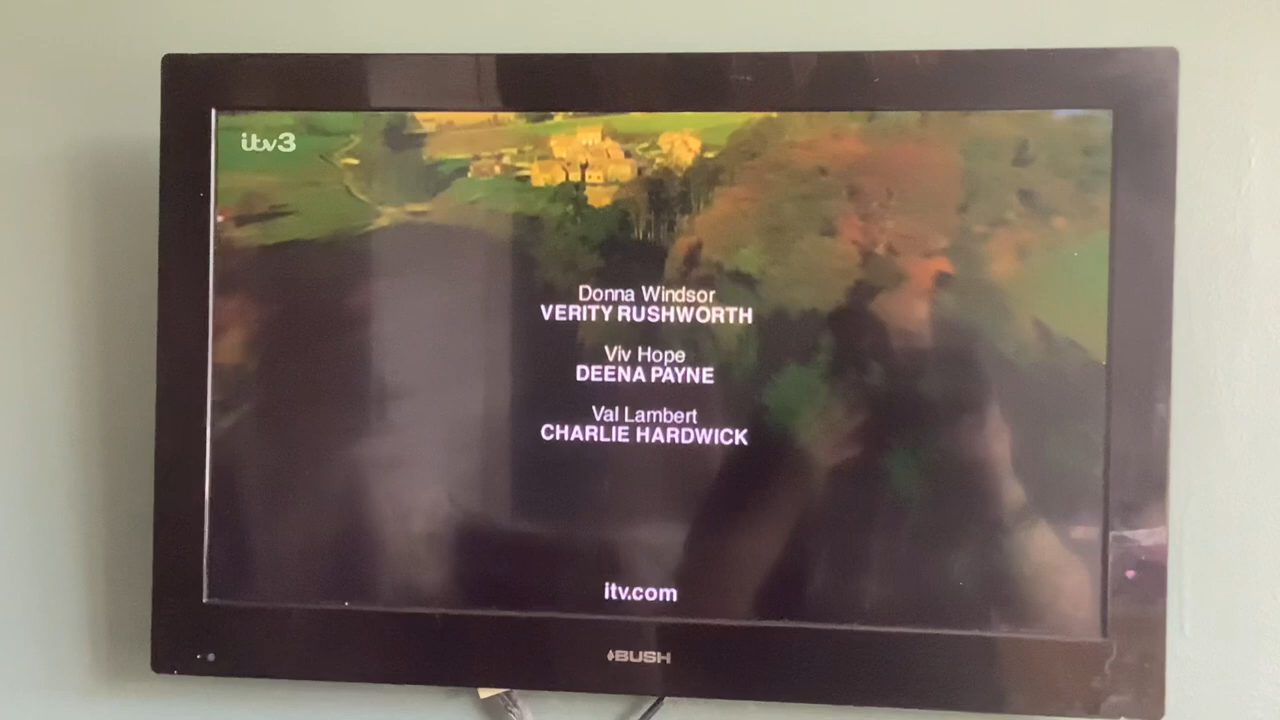 itv3
Donna Windsor
VERITY RUSHWORTH
Viv Hope
DEENA PAYNE
Val Lambert
CHARLIE HARDWICK
itv.com
BUSH